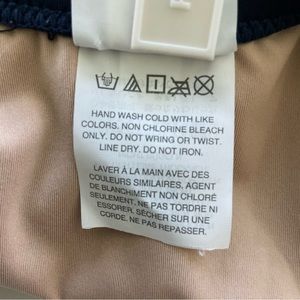 HAND WASH COLD WITH LIKE
COLORS. NON CHLORINE BLEACH
ONLY. DO NOT WRING OR TWIST.
LINE DRY. DO NOT IRON.
LAVER À LA MAIN AVEC DES
COULEURS SIMILAIRES, AGENT
DE BLANCHIMENT NON CHLORÉ
SEULEMENT. NE PAS TORDRE NI
ESSORER. SÉCHER SUR UNE
CORDE. NE PAS REPASSER.